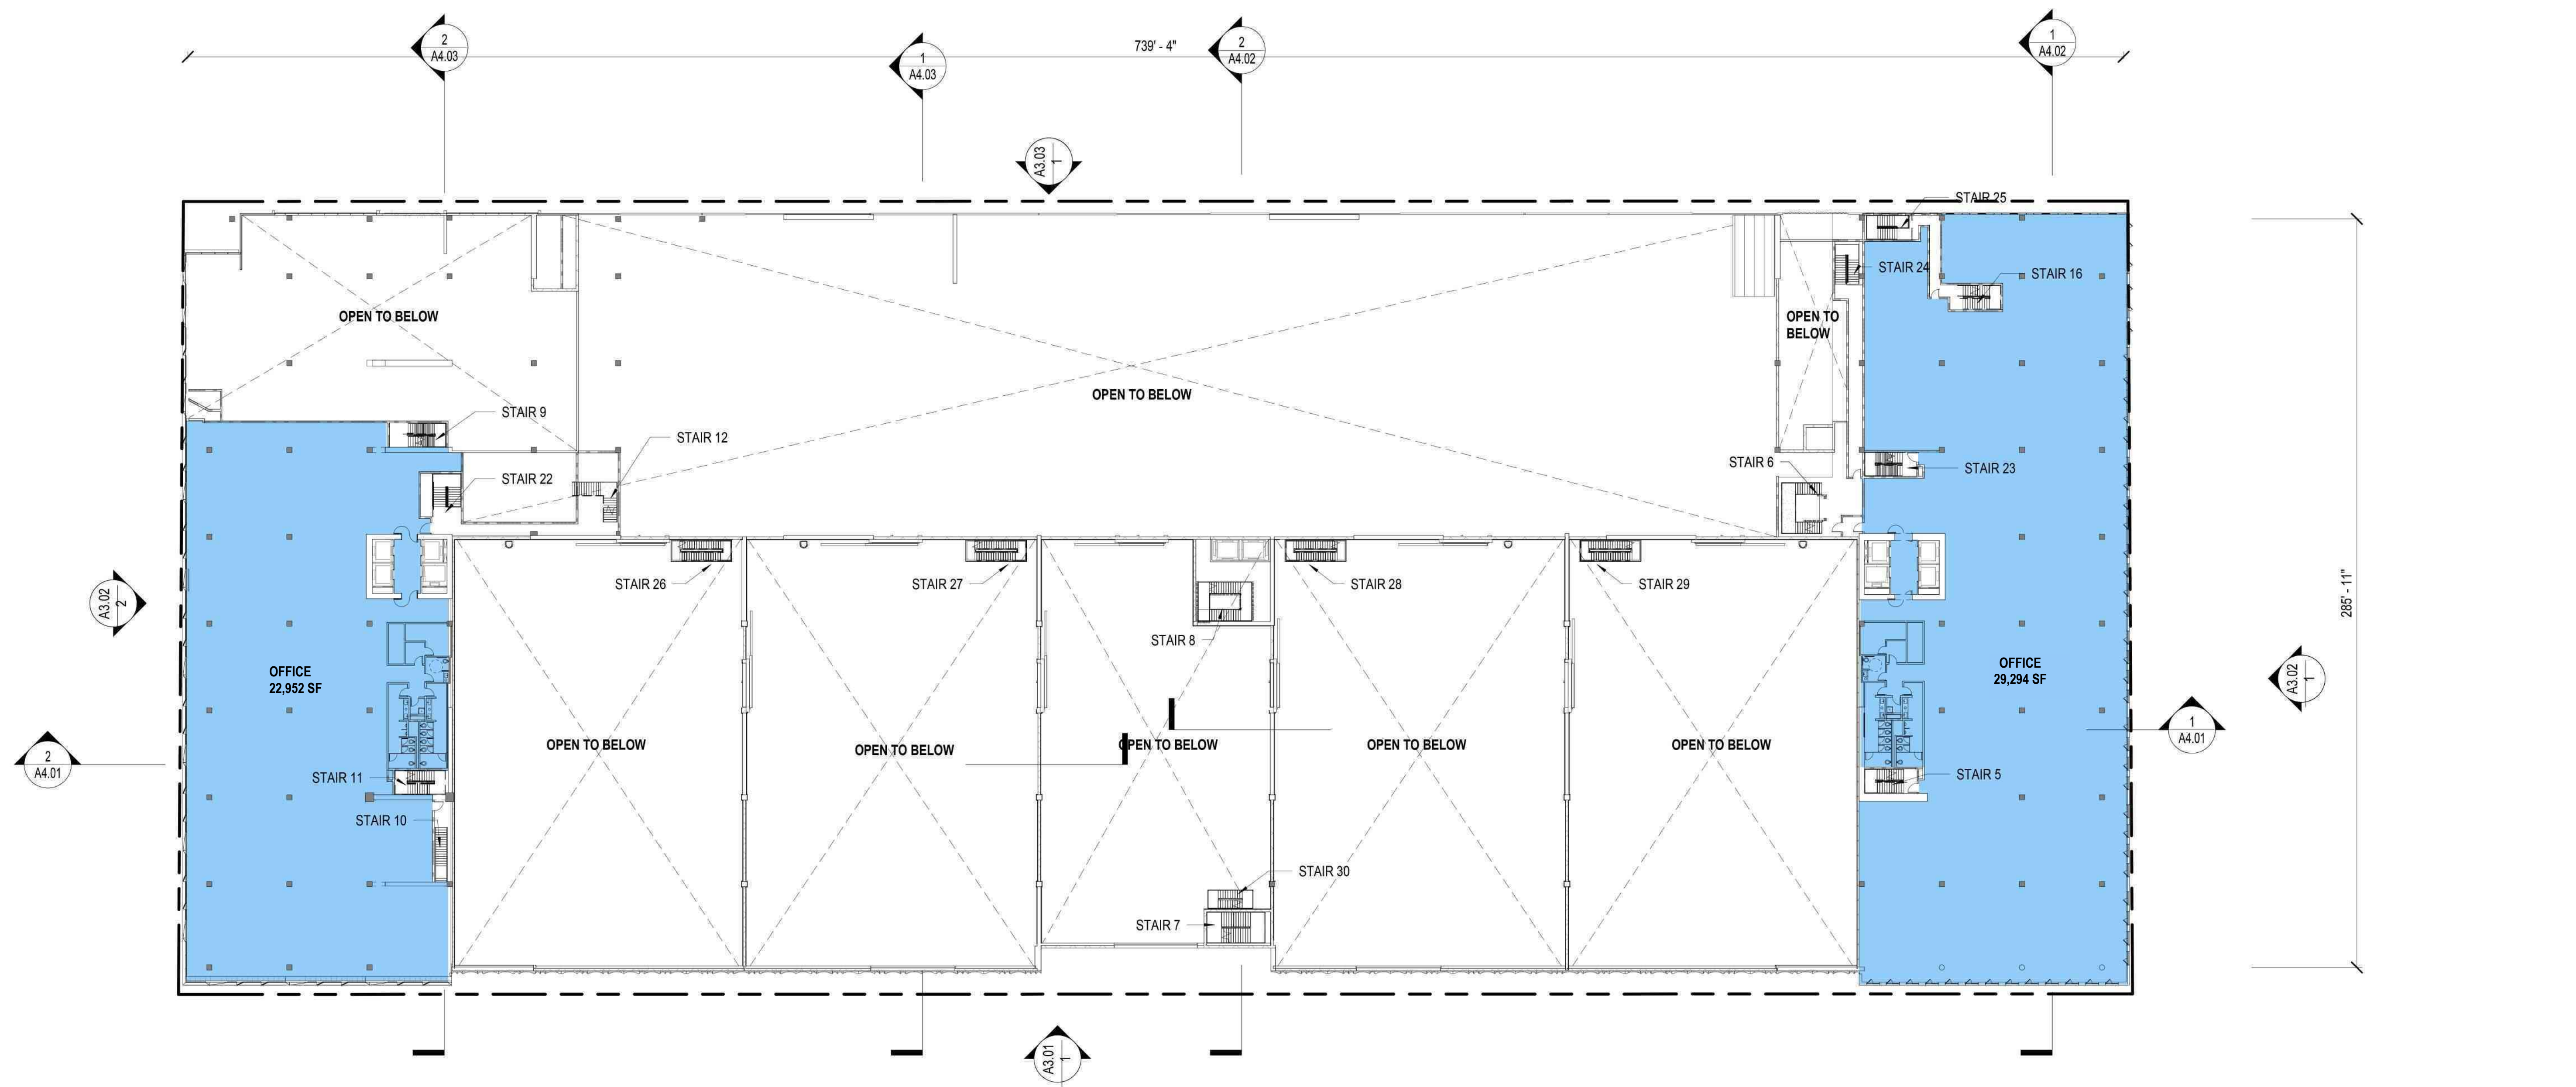 2
A4.03
1
A4.03
739' - 4"
2
A4.02
1
A4.02
A3.03
1
STAIR 25
STAIR 24
STAIR 16
OPEN TO BELOW
OPEN TO
BELOW
OPEN TO BELOW
STAIR 9
STAIR 12
STAIR 22
STAIR 6
STAIR 23
STAIR 26
STAIR 27
STAIR 28
STAIR 29
STAIR 8
A3.02
2
285' - 11"
OFFICE
22,952 SF
OFFICE
29,294 SF
A3.02
1
OPEN TO BELOW
OPEN TO BELOW
OPEN TO BELOW
OPEN TO BELOW
OPEN TO BELOW
2
A4.01
1
A4.01
STAIR 11
STAIR 5
STAIR 10
STAIR 30
STAIR 7
A3.01
1